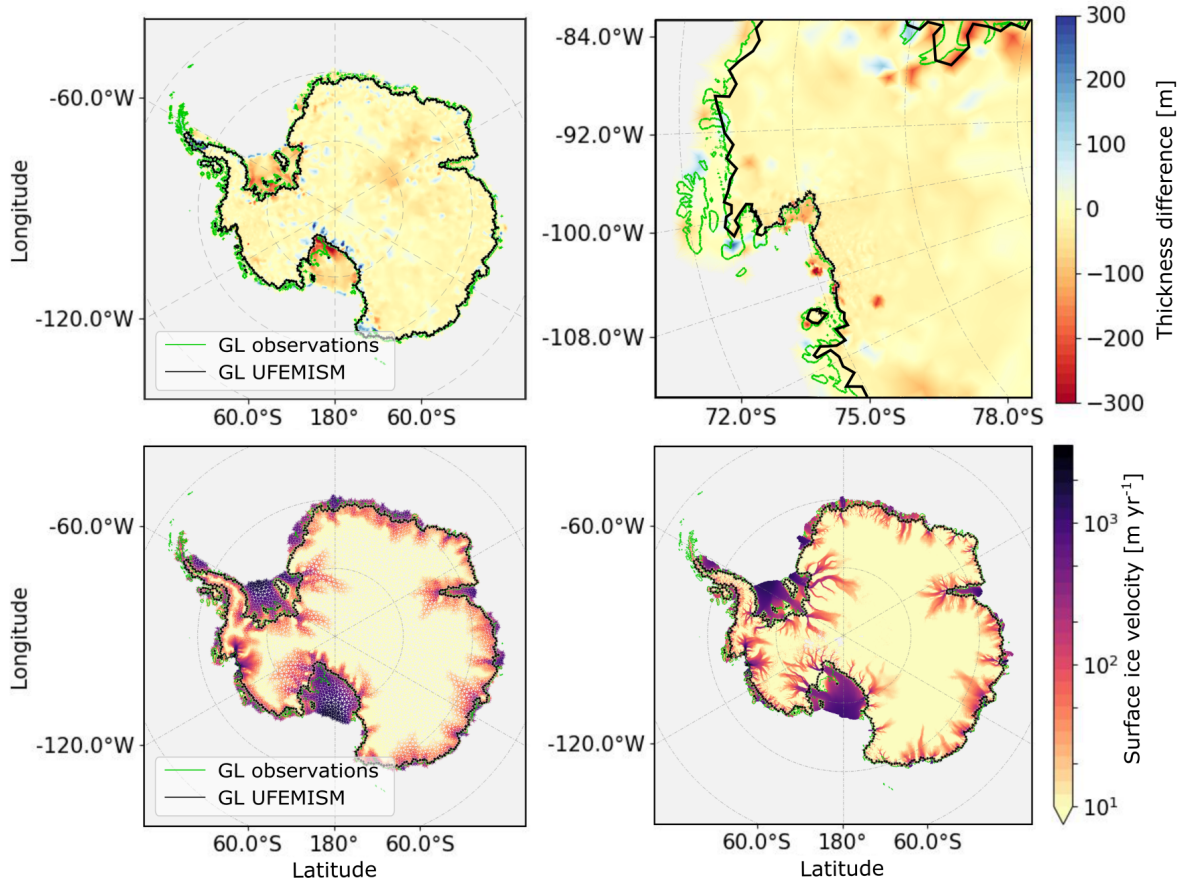 -60.0°W
-120.0°W
Longitude
GL observations
GL UFEMISM
60.0°S 180° 60.0°S
-84.0°W
-92.0°W
-100.0°W
-108.0°W
72.0°S 75.0°S 78.0°S
300
200
100
0
−100
−200
−300
Thickness difference [m]
-60.0°W
-120.0°W
Longitude
GL observations
GL UFEMISM
60.0°S 180° 60.0°S
Latitude
-60.0°W
-120.0°W
60.0°S 180° 60.0°S
Latitude
10³
10²
10¹
Surface ice velocity [m yr⁻¹]